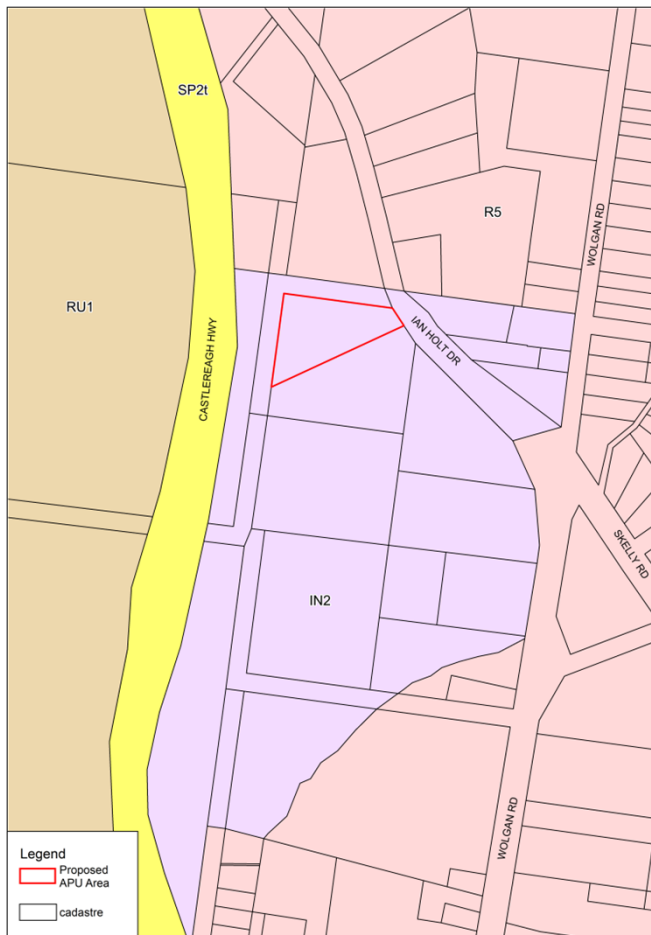 SP2t
R5
WOLGAN RD
RU1
CASTLEREAGH HWY
IAN HOLT DR
SKELLY RD
IN2
WOLGAN RD
Legend
Proposed
APU Area
cadastre